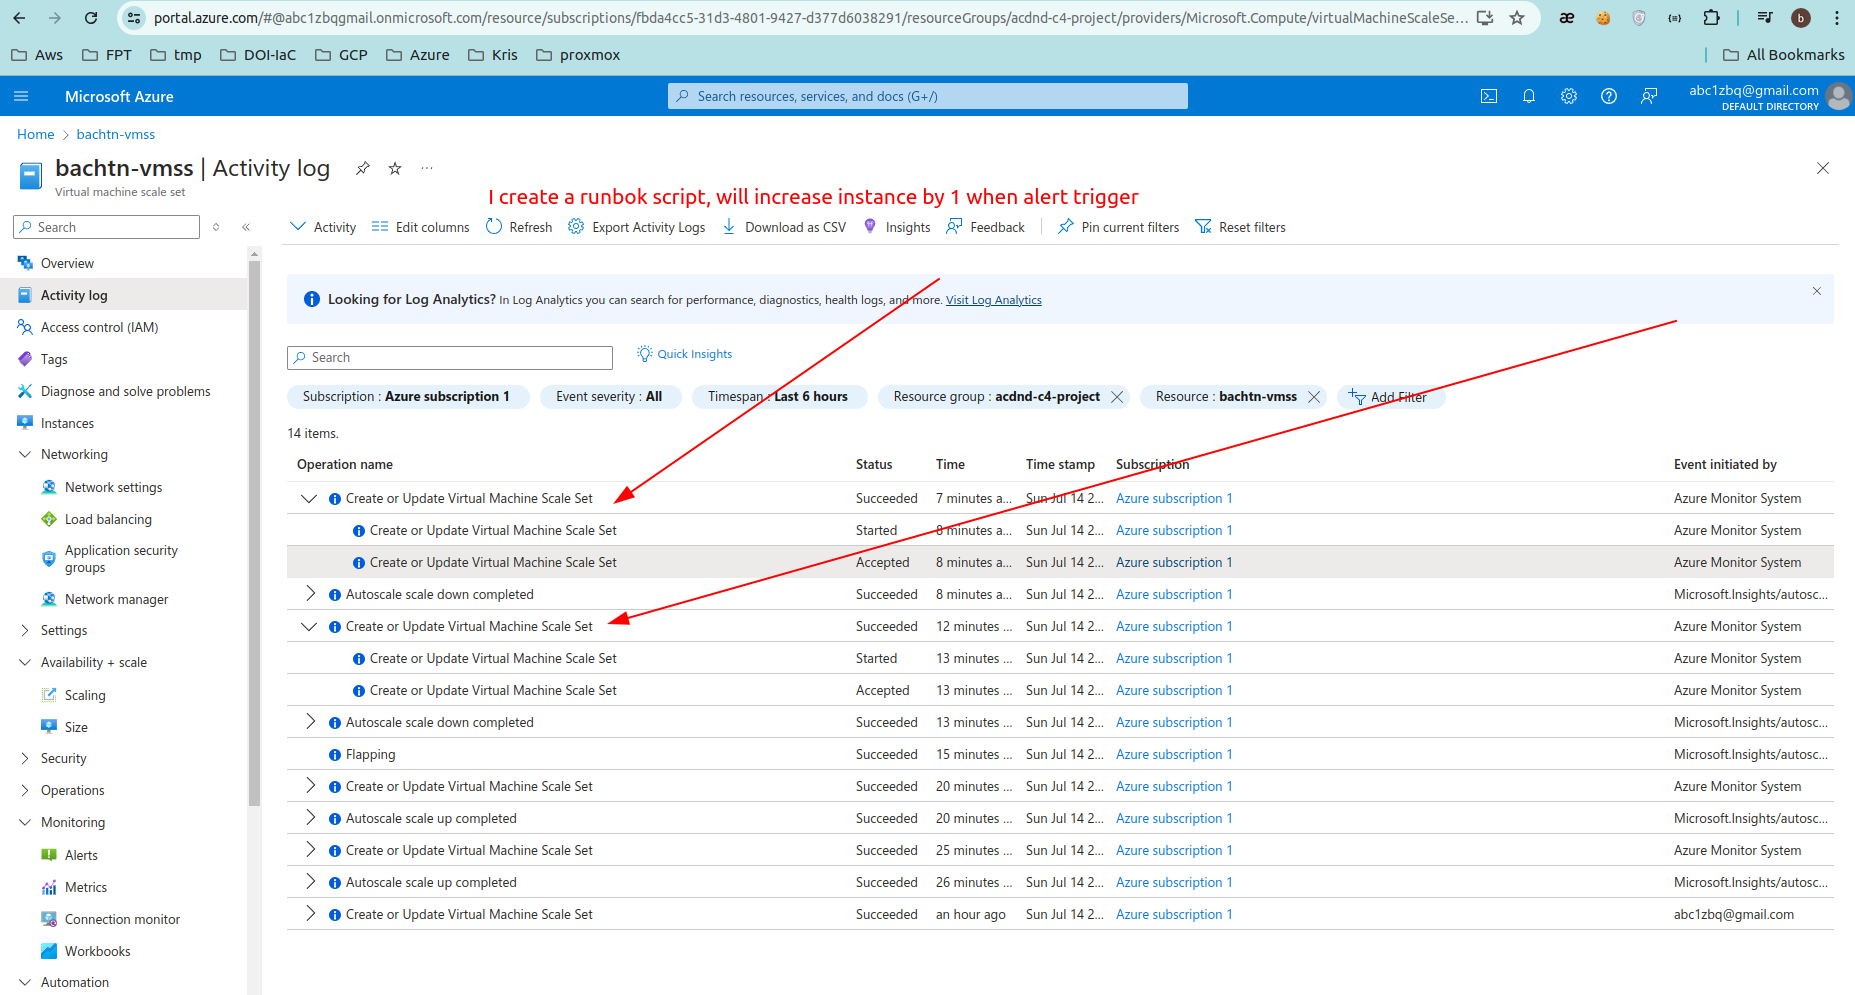 portal.azure.com/#@abc1zbqgmail.onmicrosoft.com/resource/subscriptions/fbda4cc5-31d3-4801-9427-d377d6038291/resourceGroups/acdnd-c4-project/providers/Microsoft.Compute/virtualMachineScaleSe... b
Aws FPT tmp DOI-IaC GCP Azure Kris proxmox All Bookmarks
Microsoft Azure Search resources, services, and docs (G+/) abc1zbq@gmail.com
DEFAULT DIRECTORY
Home > bachtn-vmss
bachtn-vmss | Activity log ...
Virtual machine scale set
I create a runbok script, will increase instance by 1 when alert trigger
Search «
Activity Edit columns Refresh Export Activity Logs Download as CSV Insights Feedback Pin current filters Reset filters
Overview
Activity log
Access control (IAM)
Tags
Diagnose and solve problems
Instances
Networking
Network settings
Load balancing
Application security
groups
Network manager
Settings
Availability + scale
Scaling
Size
Security
Operations
Monitoring
Alerts
Metrics
Connection monitor
Workbooks
Automation
Looking for Log Analytics? In Log Analytics you can search for performance, diagnostics, health logs, and more. Visit Log Analytics
Search Quick Insights
Subscription : Azure subscription 1 Event severity : All Timespan : Last 6 hours Resource group : acdnd-c4-project Resource : bachtn-vmss Add Filter
14 items.
Operation name Status Time Time stamp Subscription Event initiated by
Create or Update Virtual Machine Scale Set Succeeded 7 minutes a... Sun Jul 14 2... Azure subscription 1 Azure Monitor System
Create or Update Virtual Machine Scale Set Started 8 minutes a... Sun Jul 14 2... Azure subscription 1 Azure Monitor System
Create or Update Virtual Machine Scale Set Accepted 8 minutes a... Sun Jul 14 2... Azure subscription 1 Azure Monitor System
Autoscale scale down completed Succeeded 8 minutes a... Sun Jul 14 2... Azure subscription 1 Microsoft.Insights/autosc...
Create or Update Virtual Machine Scale Set Succeeded 12 minutes ... Sun Jul 14 2... Azure subscription 1 Azure Monitor System
Create or Update Virtual Machine Scale Set Started 13 minutes ... Sun Jul 14 2... Azure subscription 1 Azure Monitor System
Create or Update Virtual Machine Scale Set Accepted 13 minutes ... Sun Jul 14 2... Azure subscription 1 Azure Monitor System
Autoscale scale down completed Succeeded 13 minutes ... Sun Jul 14 2... Azure subscription 1 Microsoft.Insights/autosc...
Flapping Succeeded 15 minutes ... Sun Jul 14 2... Azure subscription 1 Microsoft.Insights/autosc...
Create or Update Virtual Machine Scale Set Succeeded 20 minutes ... Sun Jul 14 2... Azure subscription 1 Azure Monitor System
Autoscale scale up completed Succeeded 20 minutes ... Sun Jul 14 2... Azure subscription 1 Microsoft.Insights/autosc...
Create or Update Virtual Machine Scale Set Succeeded 25 minutes ... Sun Jul 14 2... Azure subscription 1 Azure Monitor System
Autoscale scale up completed Succeeded 26 minutes ... Sun Jul 14 2... Azure subscription 1 Microsoft.Insights/autosc...
Create or Update Virtual Machine Scale Set Succeeded an hour ago Sun Jul 14 2... Azure subscription 1 abc1zbq@gmail.com